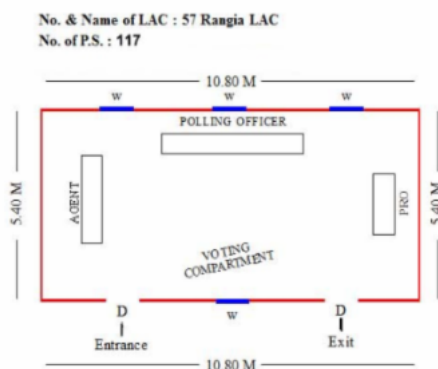 No. & Name of LAC : 57 Rangia LAC
No. of P.S. : 117
10.80 M
W W W
POLLING OFFICER
5.40 M
AGENT
PRO
5.40 M
VOTING
COMPARTMENT
D W D
Entrance Exit
10.80 M